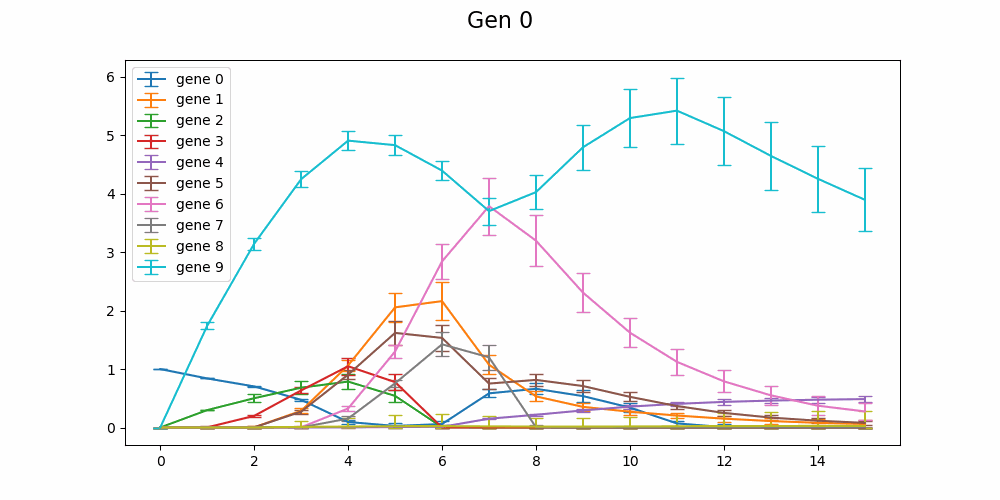 Gen 0
6
5
4
3
2
1
0
gene 0
gene 1
gene 2
gene 3
gene 4
gene 5
gene 6
gene 7
gene 8
gene 9
0 2 4 6 8 10 12 14